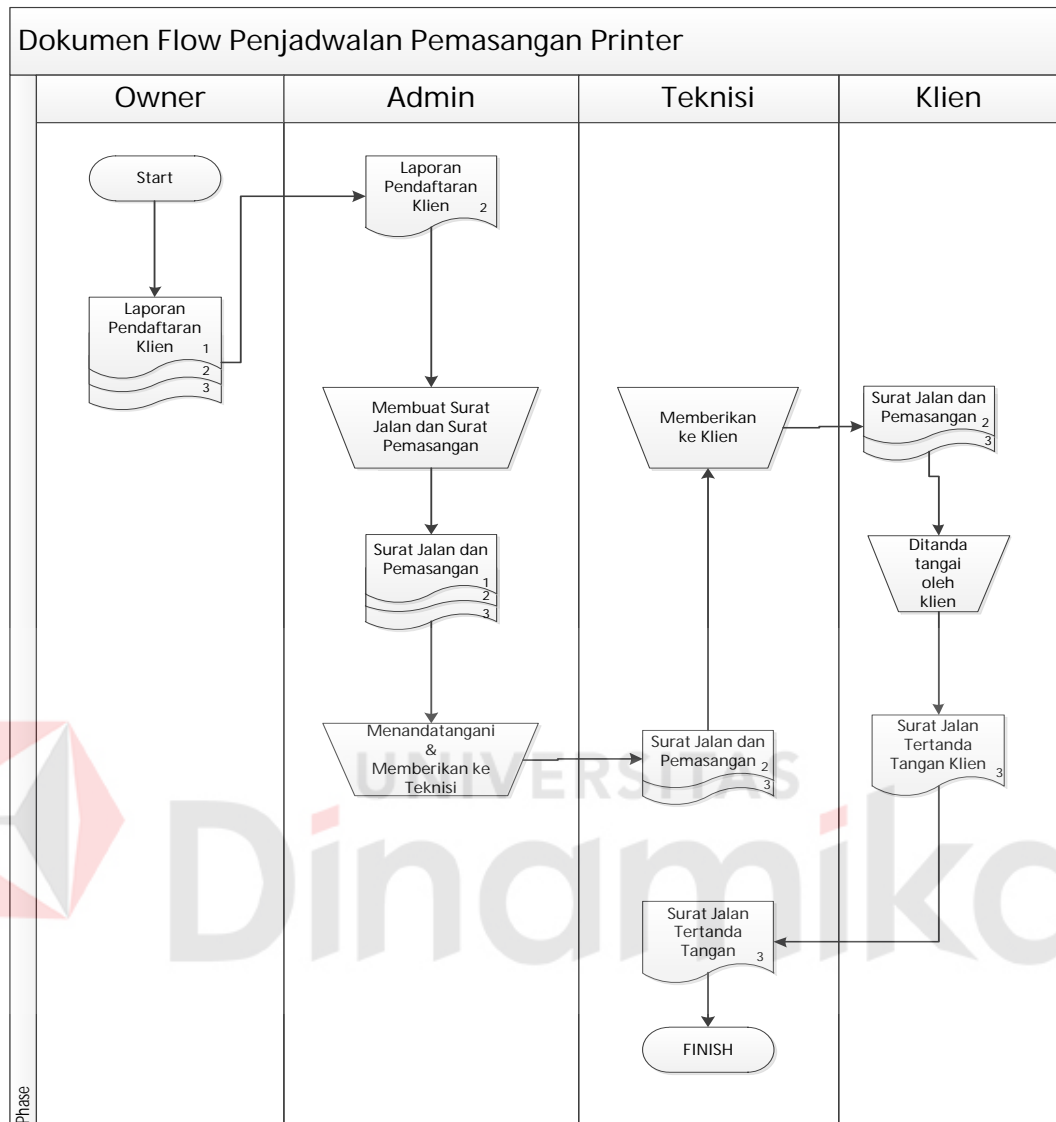 Dokumen Flow Penjadwalan Pemasangan Printer
Owner
Admin
Teknisi
Klien
Start
Laporan
Pendaftaran
Klien
1
2
3
Laporan
Pendaftaran
Klien
2
Membuat Surat
Jalan dan Surat
Pemasangan
Surat Jalan dan
Pemasangan
1
2
3
Menandatangani
&
Memberikan ke
Teknisi
Surat Jalan dan
Pemasangan
2
3
Memberikan
ke Klien
Surat Jalan dan
Pemasangan
2
3
Ditanda
tangai
oleh
klien
Surat Jalan
Tertanda
Tangan Klien
3
Surat Jalan
Tertanda
Tangan
3
FINISH
Phase
UNIVERSITAS
Dinamika